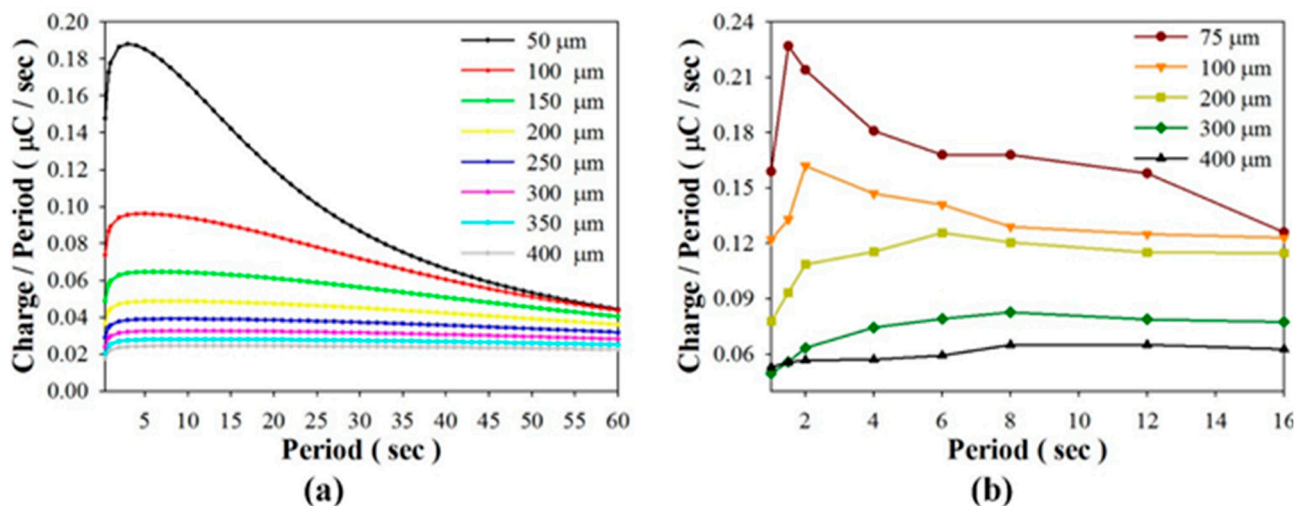 Charge / Period ( μC / sec)
0.20
0.18
0.16
0.14
0.12
0.10
0.08
0.06
0.04
0.02
0.00
50 μm
100 μm
150 μm
200 μm
250 μm
300 μm
350 μm
400 μm
5 10 15 20 25 30 35 40 45 50 55 60
Period ( sec )
(a)
Charge / Period ( μC / sec)
0.24
0.21
0.18
0.15
0.12
0.09
0.06
75 μm
100 μm
200 μm
300 μm
400 μm
2 4 6 8 10 12 14 16
Period ( sec )
(b)